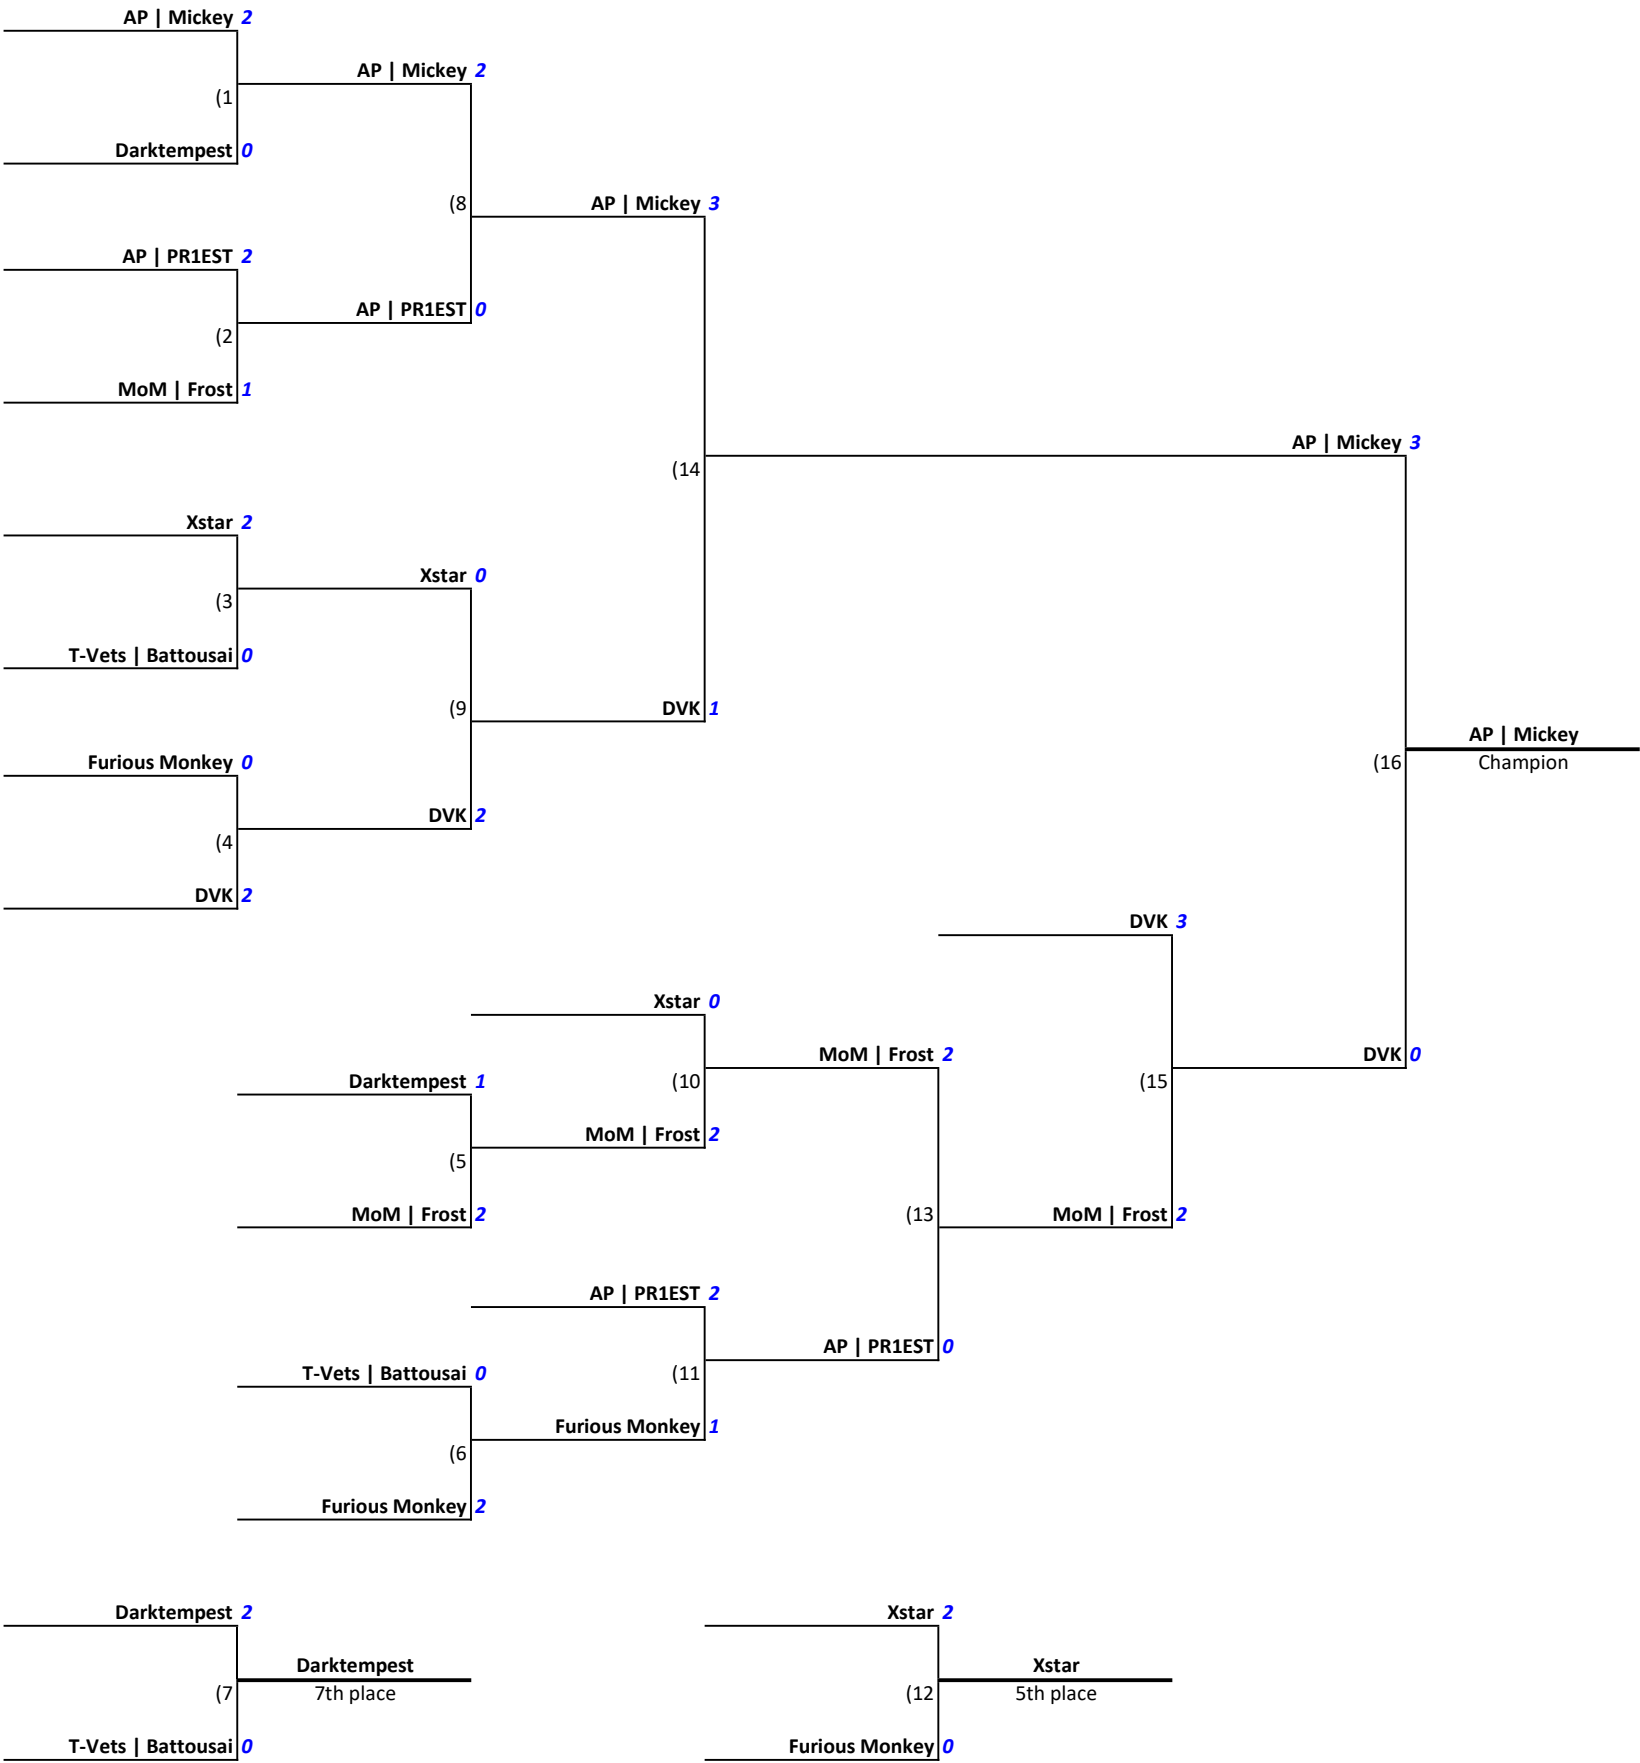 AP | Mickey 2
AP | Mickey 2
(1
Darktempest 0
(8
AP | Mickey 3
AP | PR1EST 2
AP | PR1EST 0
(2
MoM | Frost 1
AP | Mickey 3
(14
Xstar 2
Xstar 0
(3
T-Vets | Battousai 0
(9
DVK 1
AP | Mickey
Furious Monkey 0
(16
Champion
DVK 2
(4
DVK 2
DVK 3
Xstar 0
MoM | Frost 2
DVK 0
Darktempest 1
(10
(15
MoM | Frost 2
(5
MoM | Frost 2
(13
MoM | Frost 2
AP | PR1EST 2
AP | PR1EST 0
T-Vets | Battousai 0
(11
Furious Monkey 1
(6
Furious Monkey 2
Darktempest 2
Xstar 2
Darktempest
Xstar
(7
7th place
(12
5th place
T-Vets | Battousai 0
Furious Monkey 0